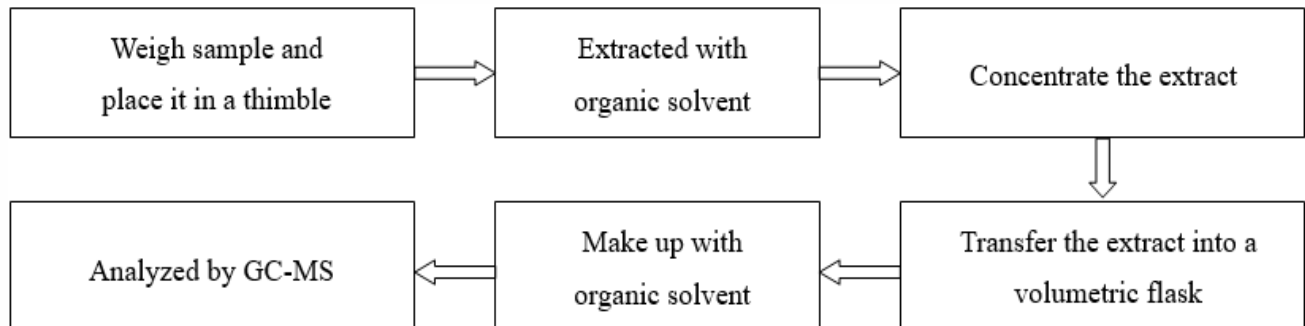 Weigh sample and
place it in a thimble
Extracted with
organic solvent
Concentrate the extract
Transfer the extract into a
volumetric flask
Make up with
organic solvent
Analyzed by GC-MS